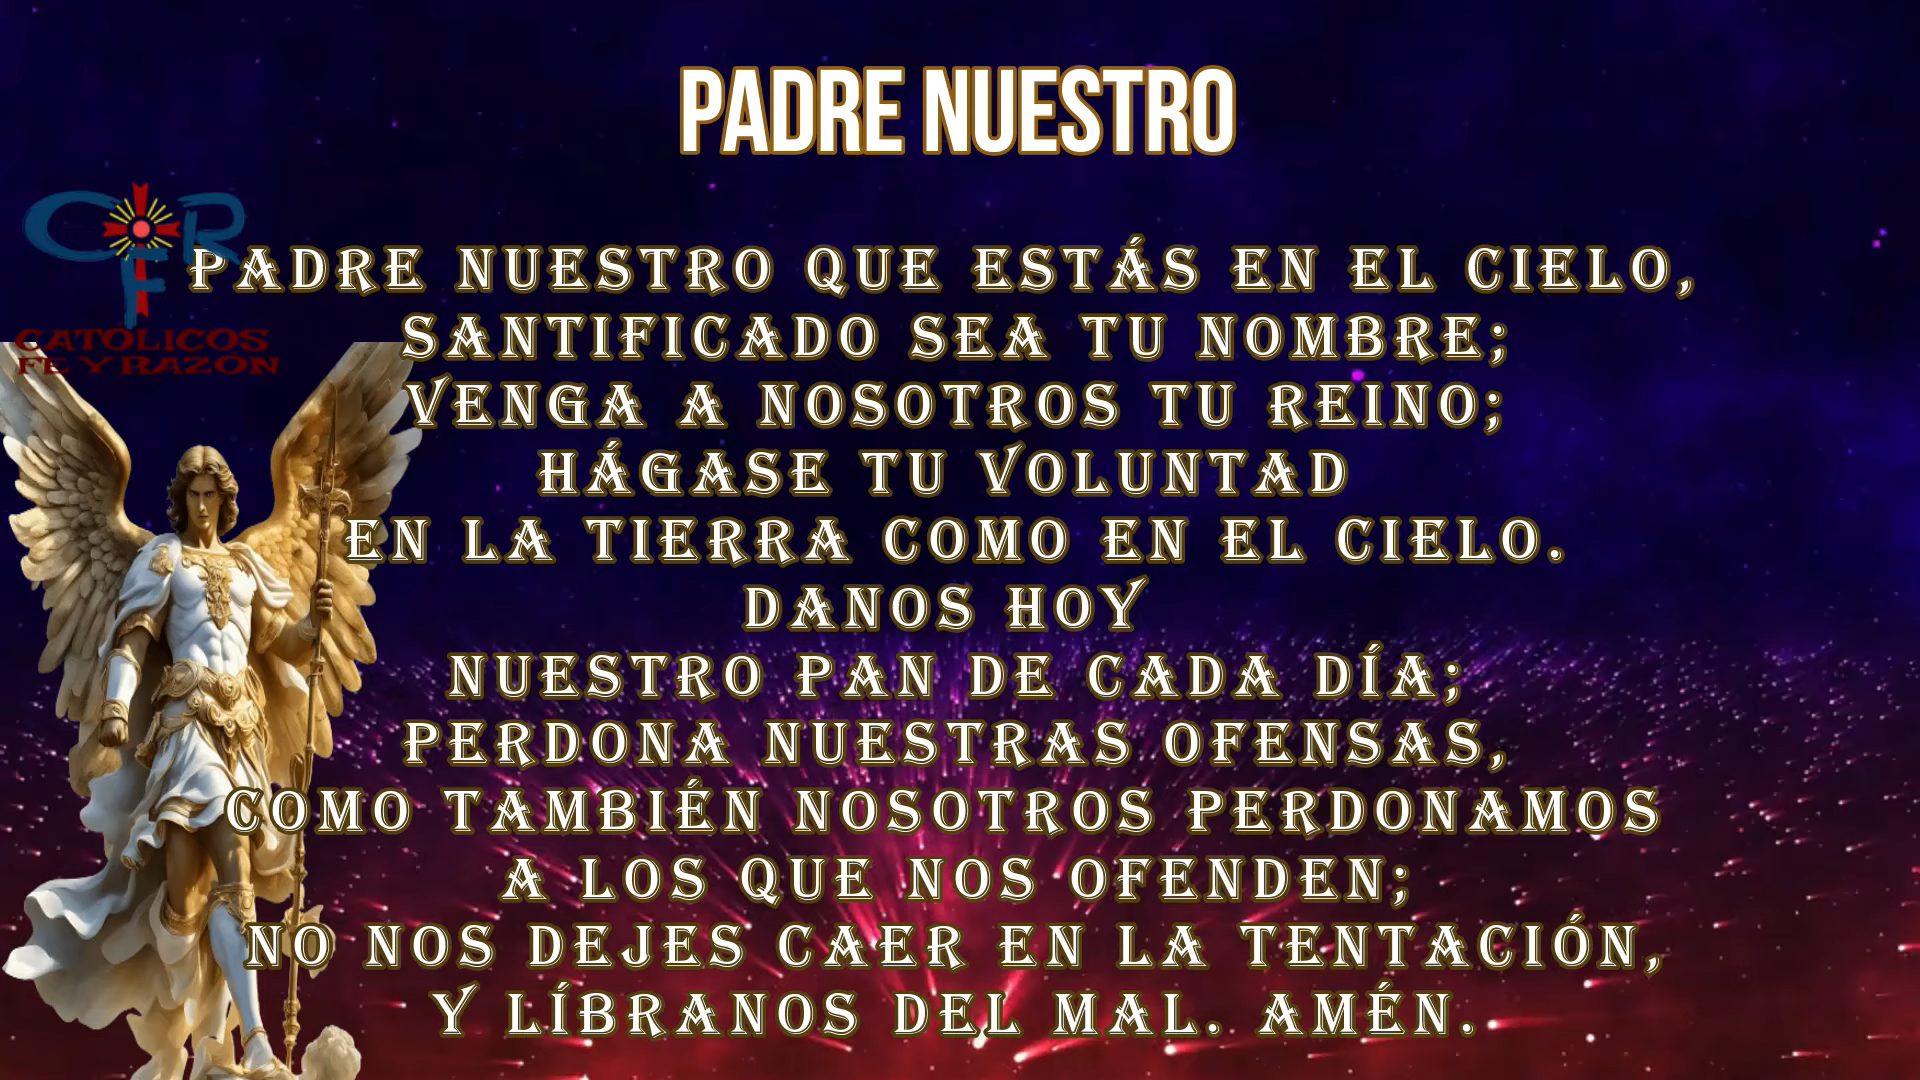 PADRE NUESTRO
CFR
CATÓLICOS
FE Y RAZÓN
PADRE NUESTRO QUE ESTÁS EN EL CIELO,
SANTIFICADO SEA TU NOMBRE;
VENGA A NOSOTROS TU REINO;
HÁGASE TU VOLUNTAD
EN LA TIERRA COMO EN EL CIELO.
DANOS HOY
NUESTRO PAN DE CADA DÍA;
PERDONA NUESTRAS OFENSAS,
COMO TAMBIÉN NOSOTROS PERDONAMOS
A LOS QUE NOS OFENDEN;
NO NOS DEJES CAER EN LA TENTACIÓN,
Y LÍBRANOS DEL MAL. AMÉN.